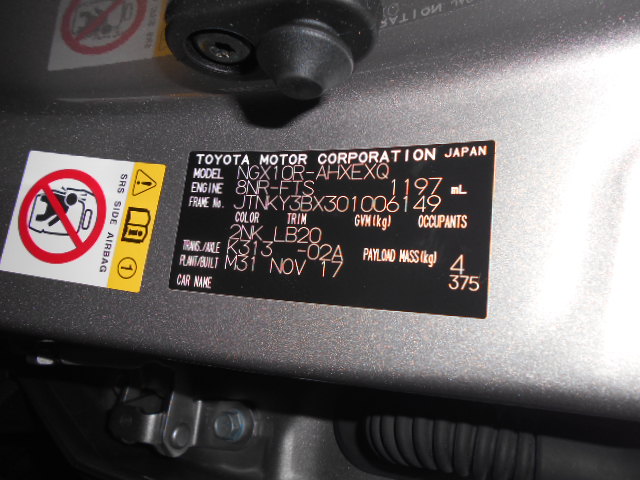 TOYOTA MOTOR CORPORATION JAPAN
MODEL NGX10R-AHXEXQ
ENGINE 8NR-FTS 1197 mL
FRAME No. JTNKY3BX301006149
COLOR TRIM GVM(kg) OCCUPANTS
2NK LB20
TRANS./AXLE K313 -02A PAYLOAD MASS(kg) 4
PLANT/BUILT M31 NOV 17 375
CAR NAME
SRS SIDE AIRBAG
1